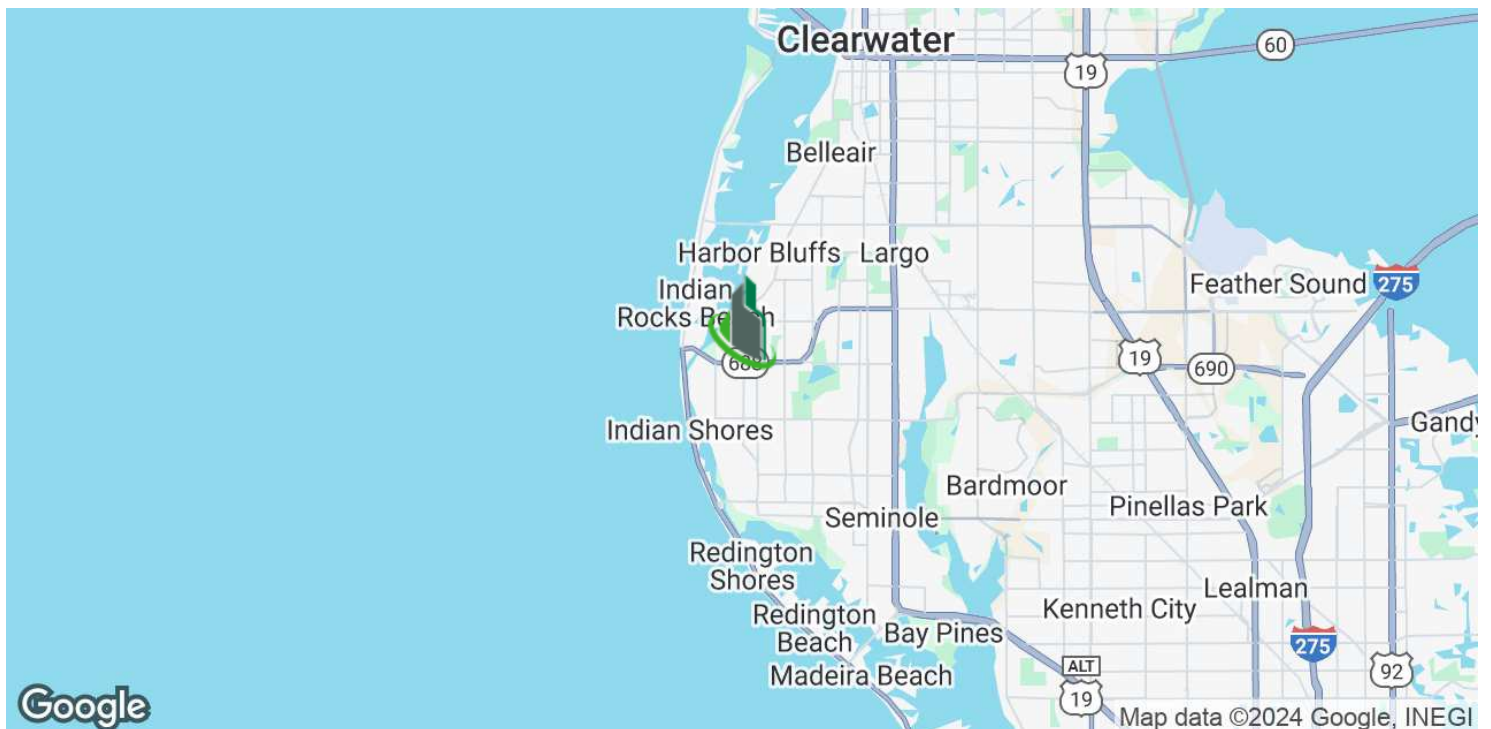 Clearwater
60
19
Belleair
Harbor Bluffs
Largo
Indian
Rocks Beach
Feather Sound
275
688
19
690
Indian Shores
Gandy
Bardmoor
Pinellas Park
Seminole
Redington
Shores
Lealman
Kenneth City
Redington
Beach
Bay Pines
275
ALT
19
92
Madeira Beach
Google
Map data ©2024 Google, INEGI